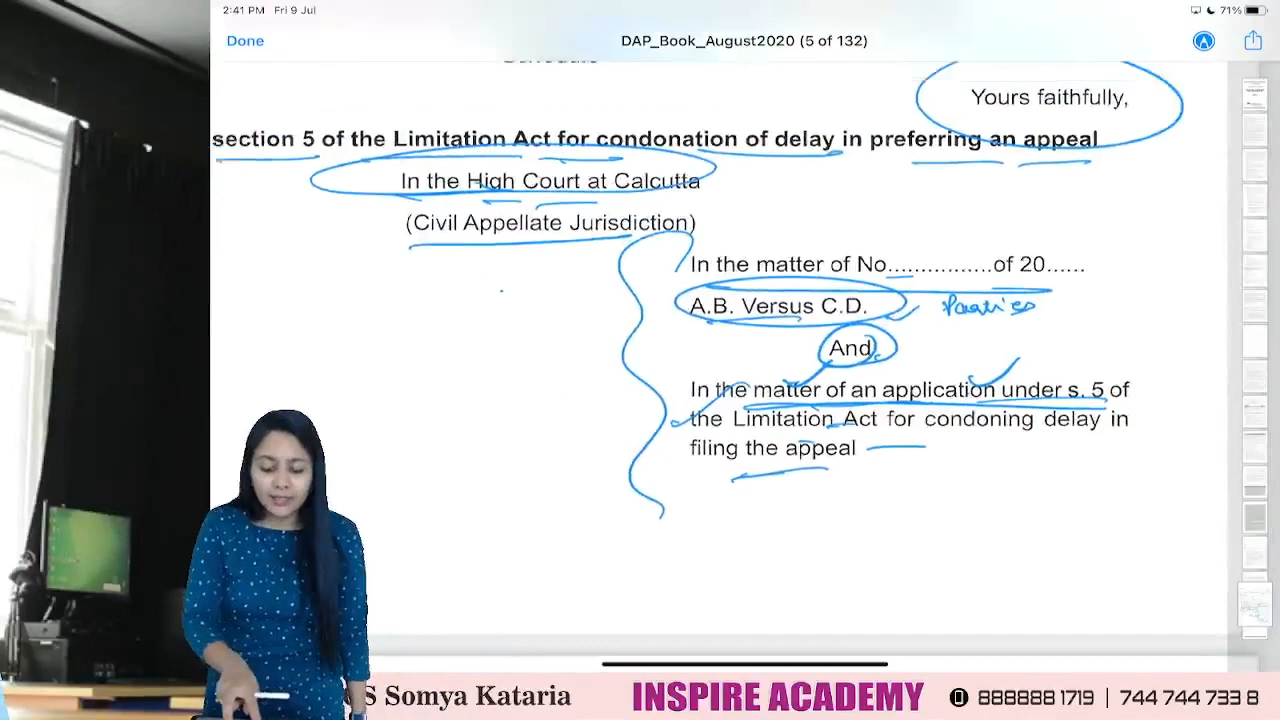 2:41 PM Fri 9 Jul
71%
Done
DAP_Book_August2020 (5 of 132)
Yours faithfully,
section 5 of the Limitation Act for condonation of delay in preferring an appeal
In the High Court at Calcutta
(Civil Appellate Jurisdiction)
In the matter of No................of 20......
A.B. Versus C.D.
Parties
And
In the matter of an application under s. 5 of
the Limitation Act for condoning delay in
filing the appeal
S Somya Kataria
INSPIRE ACADEMY
888888 1719 | 744 744 733 8